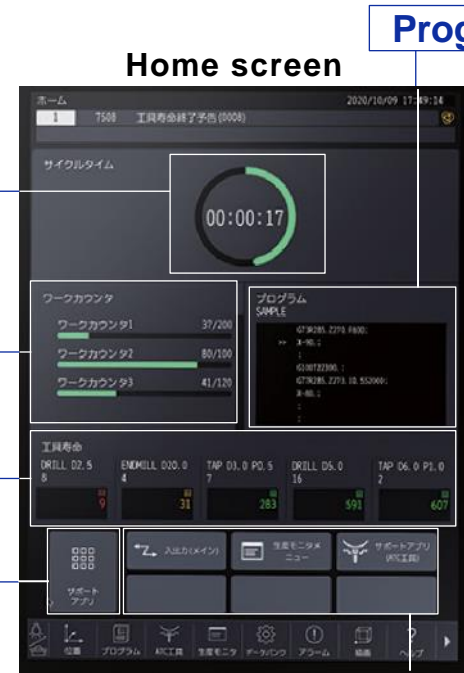 Prog
Home screen
ホーム 2020/10/09 17:49:14
1 7508 工具寿命終了予告(0008)
サイクルタイム
00:00:17
ワークカウンタ
ワークカウンタ1 37/200
ワークカウンタ2 80/100
ワークカウンタ3 41/120
プログラム
SAMPLE
X-90.;
;
;
;
工具寿命
DRILL D2.5 ENDMILL D20.0 TAP D3.0 P0.5 DRILL D5.0 TAP D6.0 P1.0
8 4 7 16 2
9 31 283 591 607
サポート
アプリ
入出力(メイン)
生産モニタメ
ニュー
サポートアプリ
(ATC工具)
位置 プログラム ATC工具 生産モニタ データバンク アラーム 描画 ヘルプ